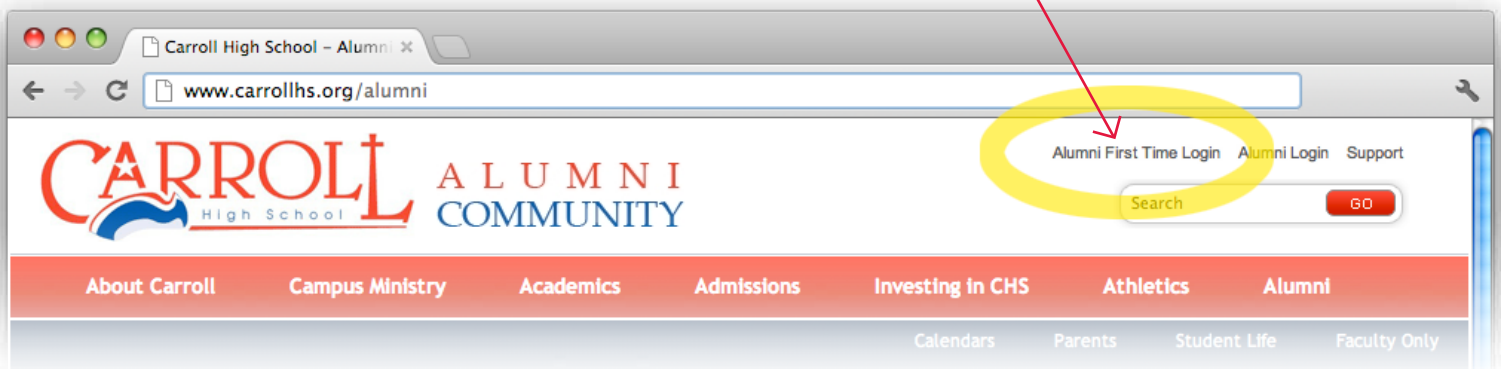 Carroll High School – Alumni
www.carrollhs.org/alumni
CARROLL
High School
ALUMNI
COMMUNITY
Alumni First Time Login Alumni Login Support
Search GO
About Carroll Campus Ministry Academics Admissions Investing in CHS Athletics Alumni
Calendars Parents Student Life Faculty Only